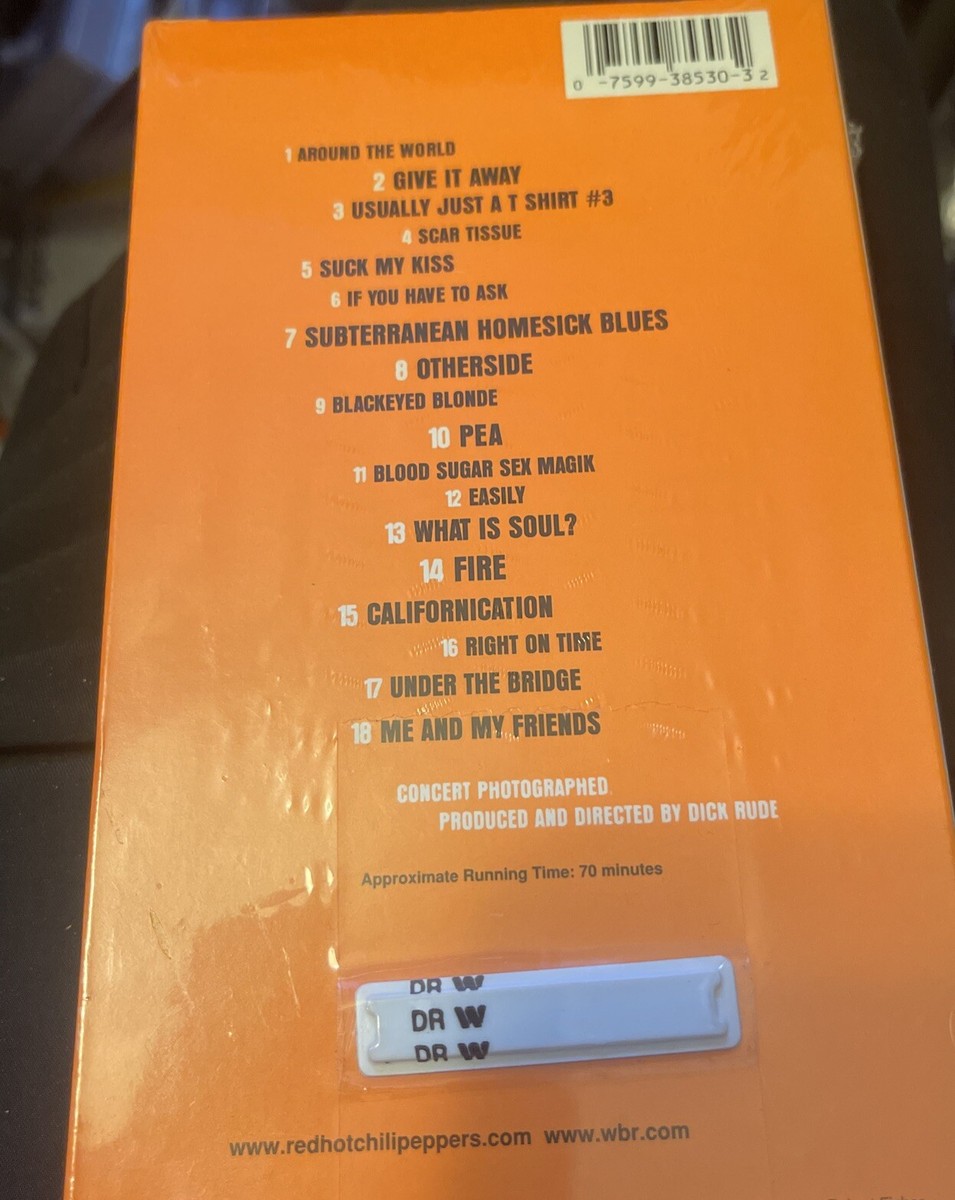 0 -7599-38530-3 2
1 AROUND THE WORLD
2 GIVE IT AWAY
3 USUALLY JUST A T SHIRT #3
4 SCAR TISSUE
5 SUCK MY KISS
6 IF YOU HAVE TO ASK
7 SUBTERRANEAN HOMESICK BLUES
8 OTHERSIDE
9 BLACKEYED BLONDE
10 PEA
11 BLOOD SUGAR SEX MAGIK
12 EASILY
13 WHAT IS SOUL?
14 FIRE
15 CALIFORNICATION
16 RIGHT ON TIME
17 UNDER THE BRIDGE
18 ME AND MY FRIENDS
CONCERT PHOTOGRAPHED
PRODUCED AND DIRECTED BY DICK RUDE
Approximate Running Time: 70 minutes
DR W
DR W
DR W
www.redhotchilipeppers.com www.wbr.com